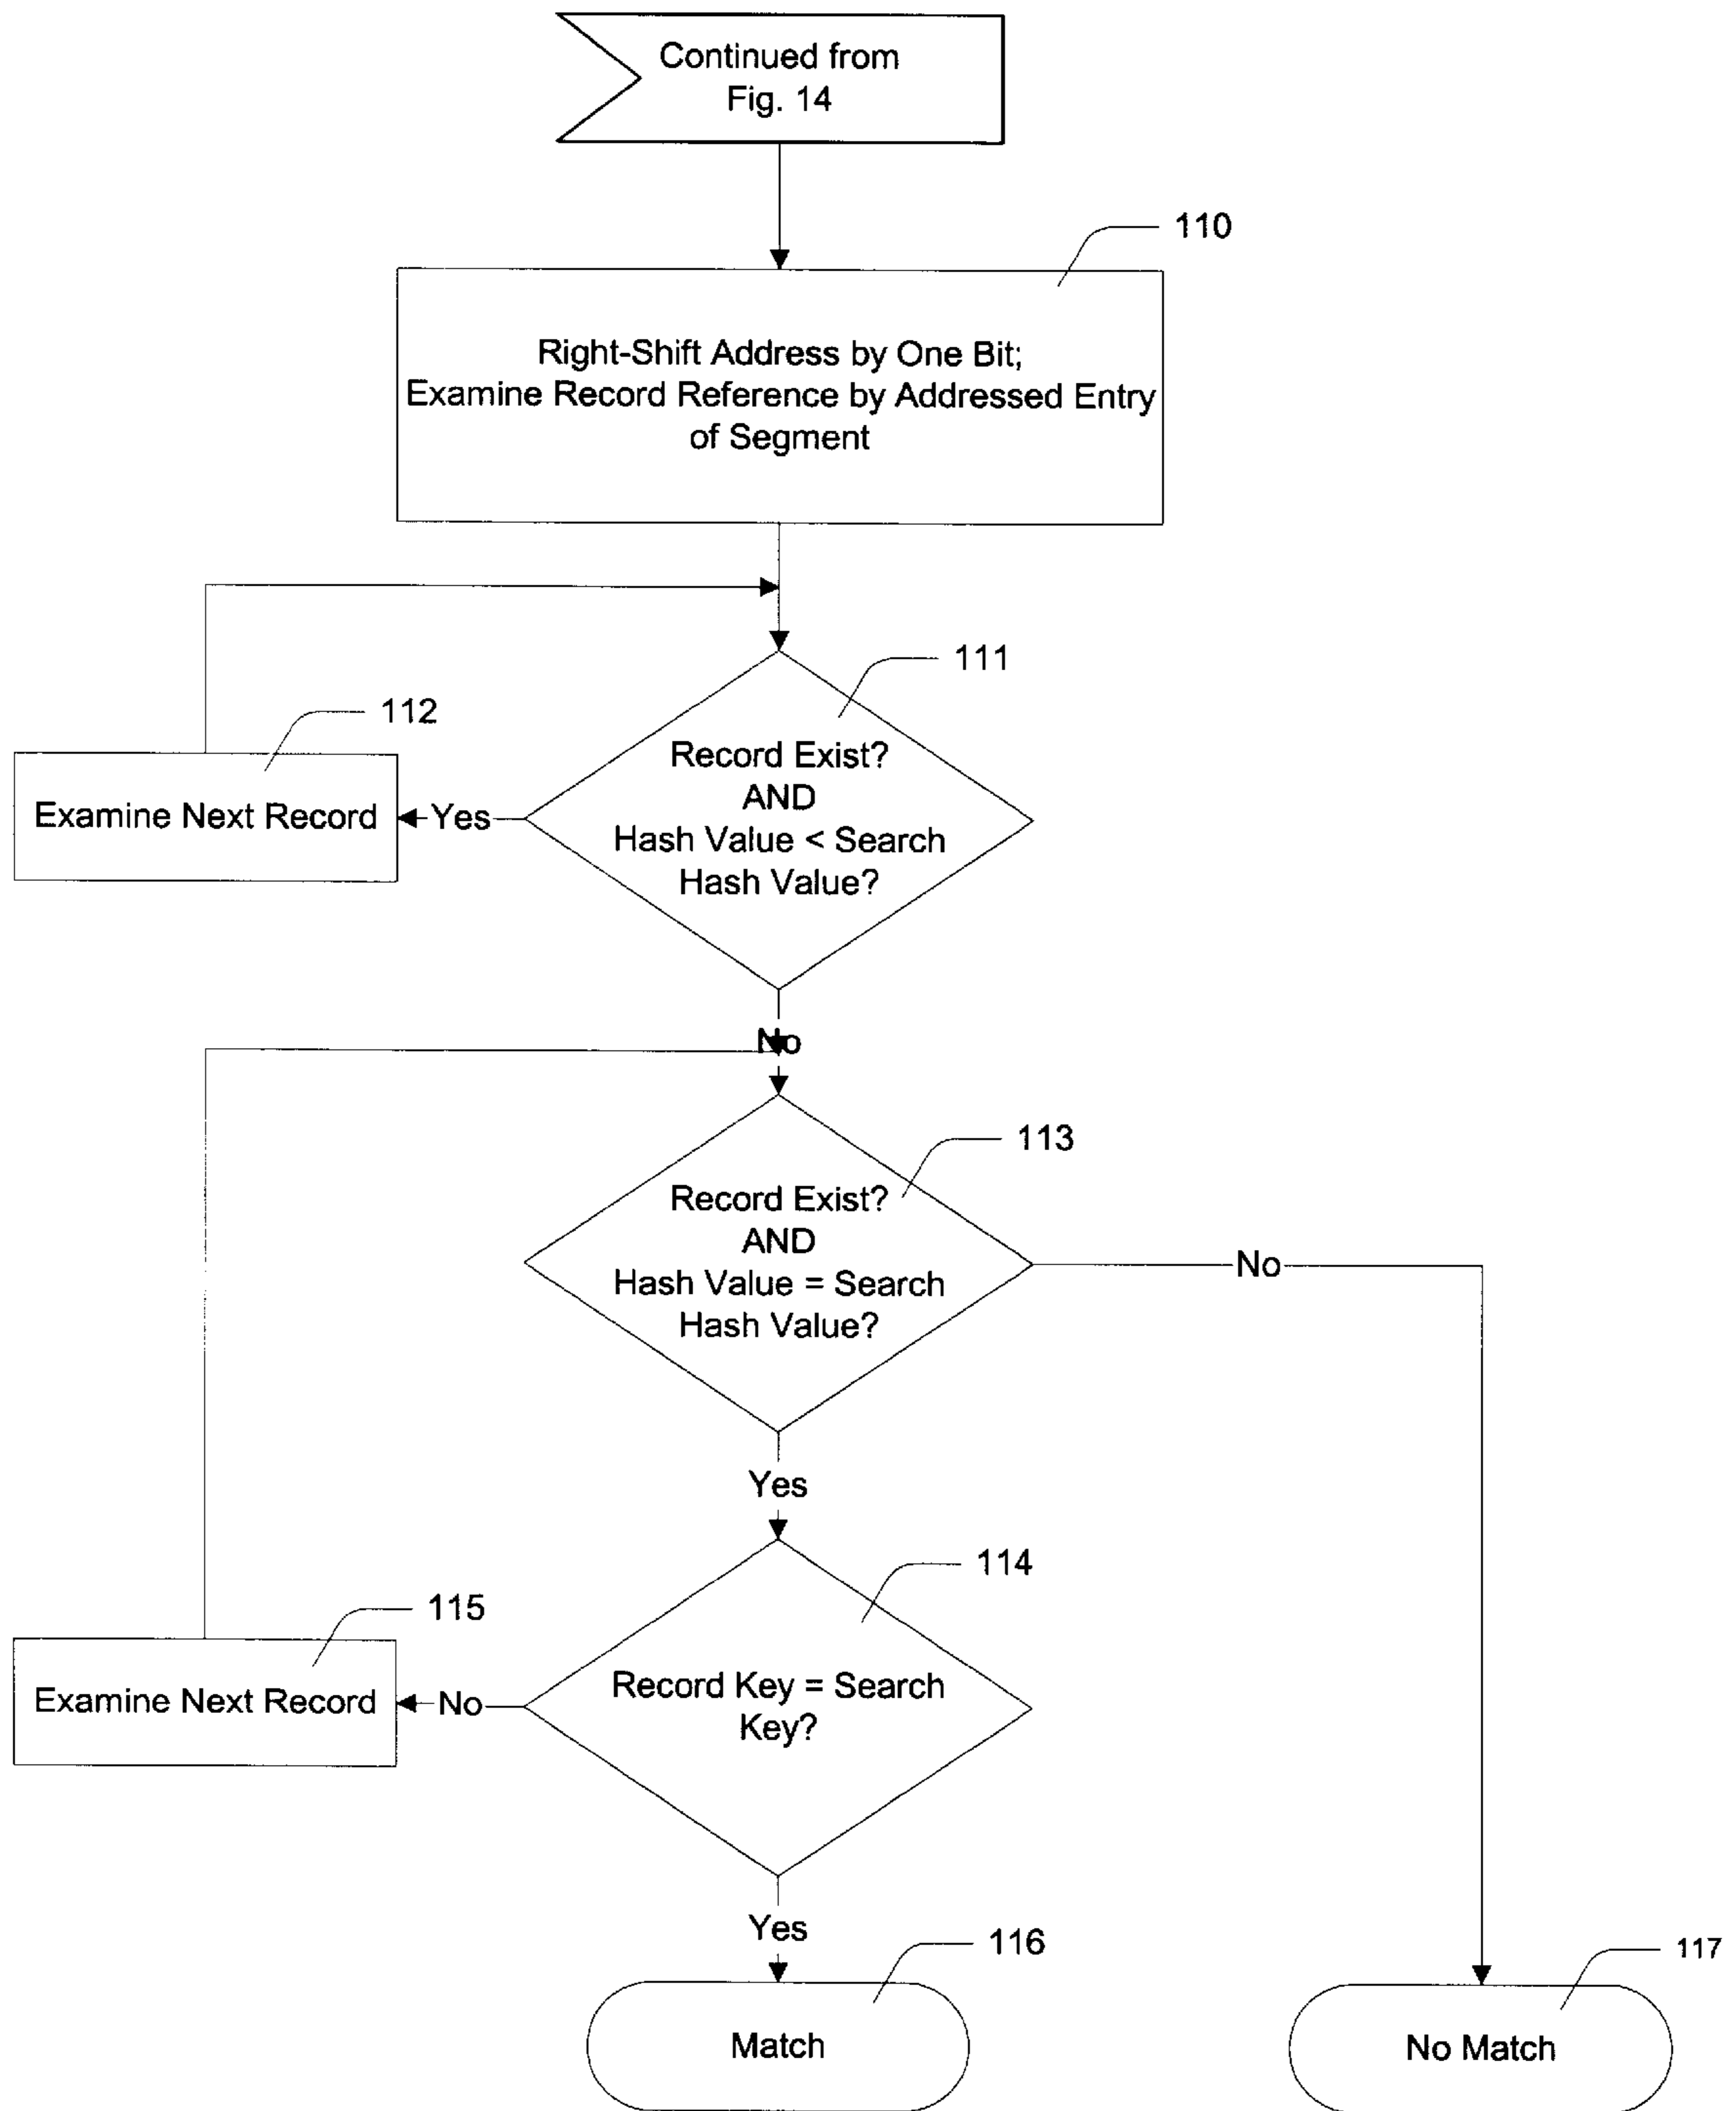 Continued from
Fig. 14
110
Right-Shift Address by One Bit;
Examine Record Reference by Addressed Entry
of Segment
111
112
Record Exist?
AND
Hash Value < Search
Hash Value?
Yes
Examine Next Record
No
113
Record Exist?
AND
Hash Value = Search
Hash Value?
No
Yes
114
115
Record Key = Search
Key?
No
Examine Next Record
Yes
116
117
Match
No Match